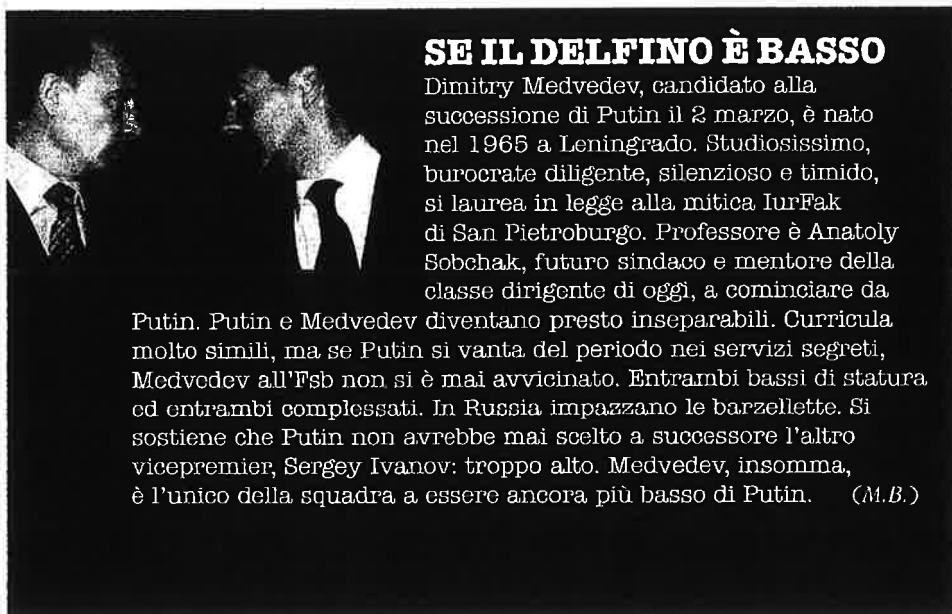 SE IL DELFINO È BASSO
Dimitry Medvedev, candidato alla
successione di Putin il 2 marzo, è nato
nel 1965 a Leningrado. Studiosissimo,
burocrate diligente, silenzioso e timido,
si laurea in legge alla mitica IurFak
di San Pietroburgo. Professore è Anatoly
Sobchak, futuro sindaco e mentore della
classe dirigente di oggi, a cominciare da
Putin. Putin e Medvedev diventano presto inseparabili. Curricula
molto simili, ma se Putin si vanta del periodo nei servizi segreti,
Medvedev all'Fsb non si è mai avvicinato. Entrambi bassi di statura
ed entrambi complessati. In Russia impazzano le barzellette. Si
sostiene che Putin non avrebbe mai scelto a successore l'altro
vicepremier, Sergey Ivanov: troppo alto. Medvedev, insomma,
è l'unico della squadra a essere ancora più basso di Putin. (M.B.)